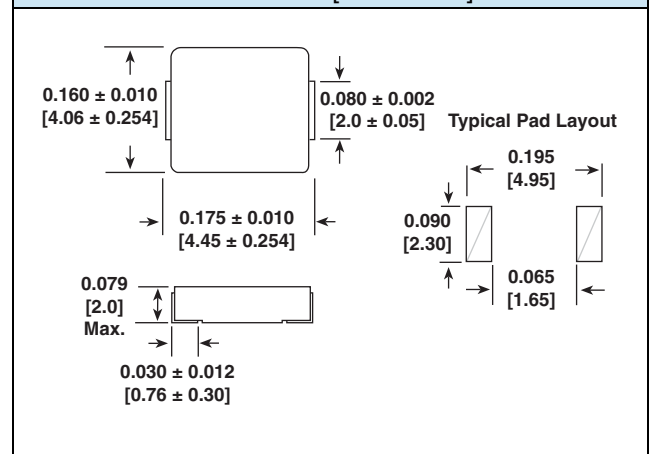 0.160 ± 0.010
[4.06 ± 0.254]
0.080 ± 0.002
[2.0 ± 0.05]
Typical Pad Layout
0.195
[4.95]
0.175 ± 0.010
[4.45 ± 0.254]
0.090
[2.30]
0.079
[2.0]
Max.
0.065
[1.65]
0.030 ± 0.012
[0.76 ± 0.30]